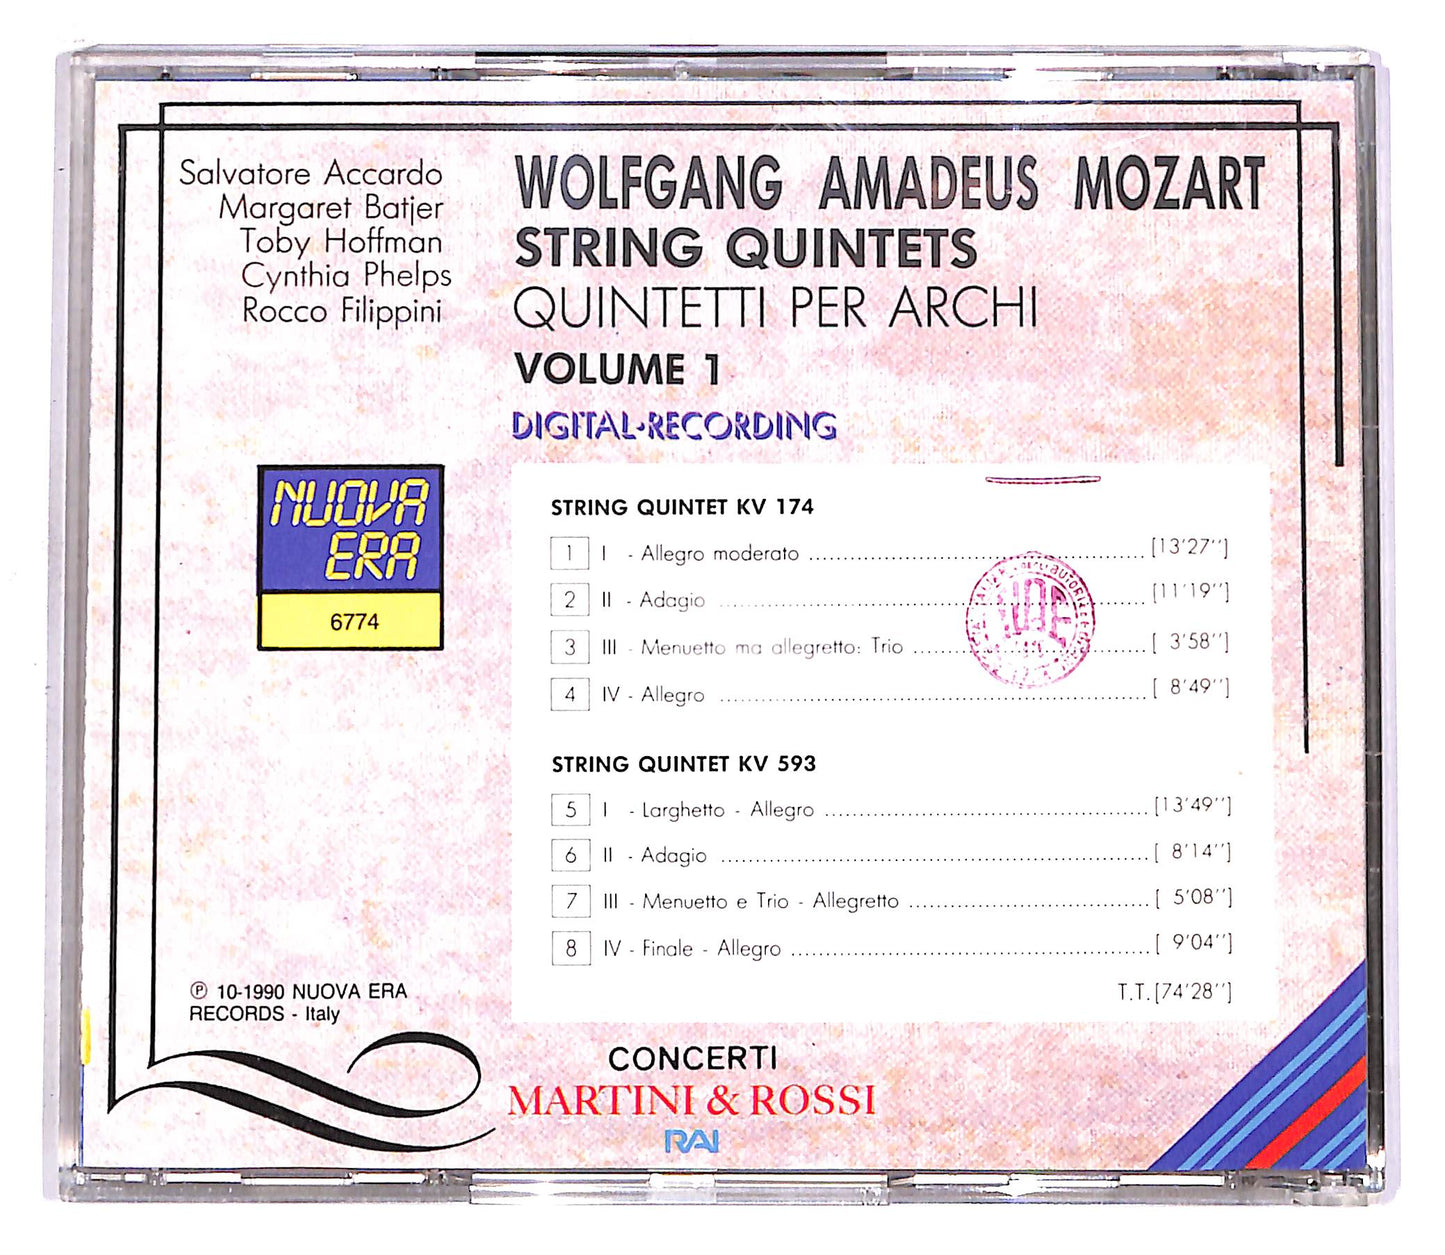 Salvatore Accardo
Margaret Batjer
Toby Hoffman
Cynthia Phelps
Rocco Filippini
WOLFGANG AMADEUS MOZART
STRING QUINTETS
QUINTETTI PER ARCHI
VOLUME 1
DIGITAL·RECORDING
NUOVA
ERA
6774
STRING QUINTET KV 174
1 I - Allegro moderato [13'27'']
2 II - Adagio [11'19'']
3 III - Menuetto ma allegretto: Trio [ 3'58'']
4 IV - Allegro [ 8'49'']
STRING QUINTET KV 593
5 I - Larghetto - Allegro [13'49'']
6 II - Adagio [ 8'14'']
7 III - Menuetto e Trio - Allegretto [ 5'08'']
8 IV - Finale - Allegro [ 9'04'']
T.T. [74'28'']
℗ 10-1990 NUOVA ERA
RECORDS - Italy
CONCERTI
MARTINI & ROSSI
RAI